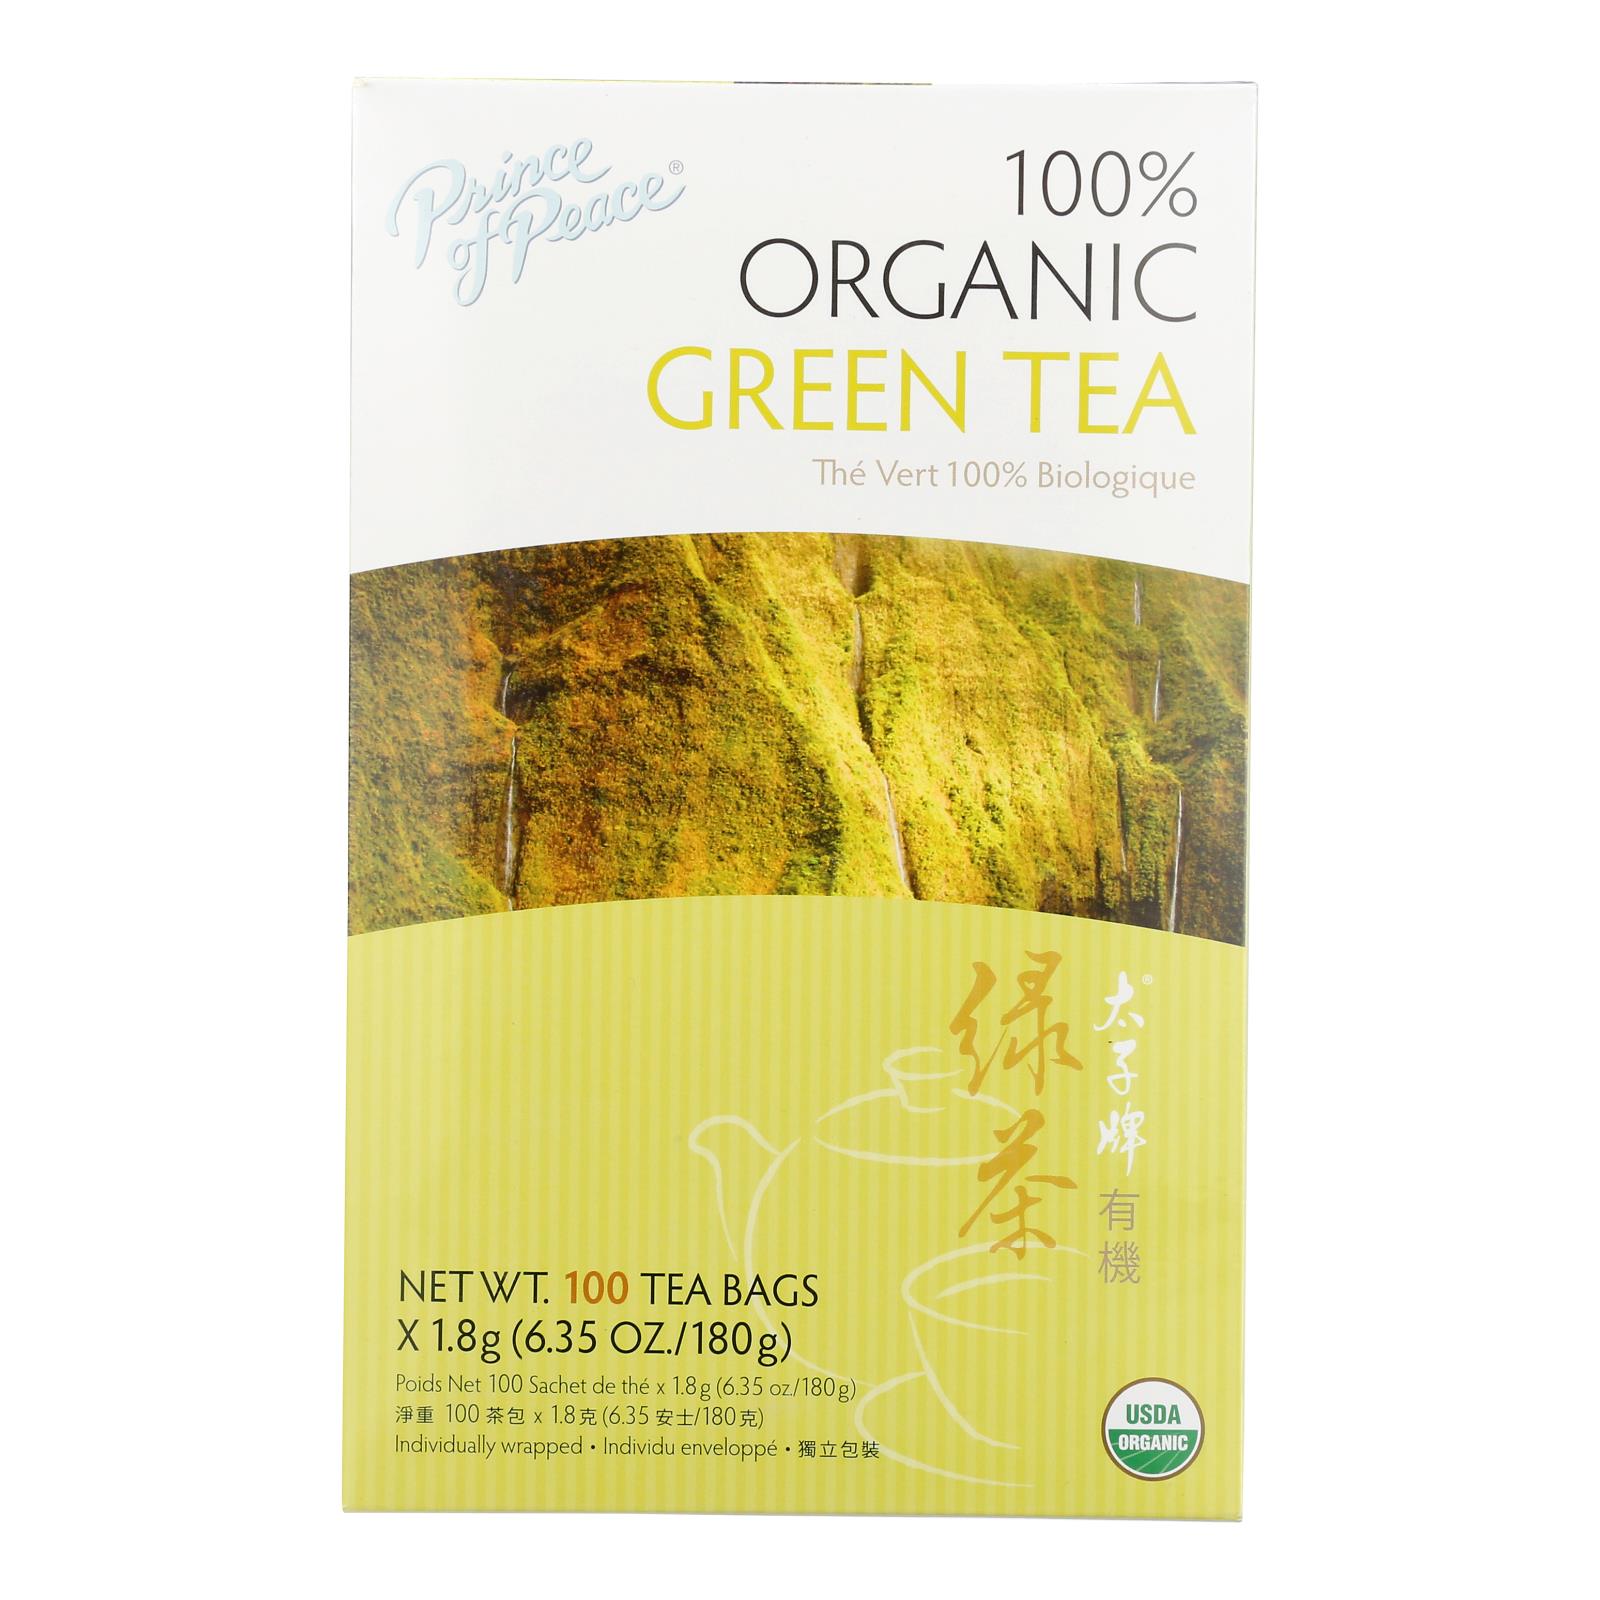 Prince
of Peace®
100%
ORGANIC
GREEN TEA
Thé Vert 100% Biologique
綠茶
太子牌®
有機
NET WT. 100 TEA BAGS
X 1.8g (6.35 OZ./180g)
Poids Net 100 Sachet de thé x 1.8g (6.35 oz./180g)
淨重 100 茶包 x 1.8克 (6.35 安士/180克)
Individually wrapped • Individu enveloppé • 獨立包裝
USDA
ORGANIC